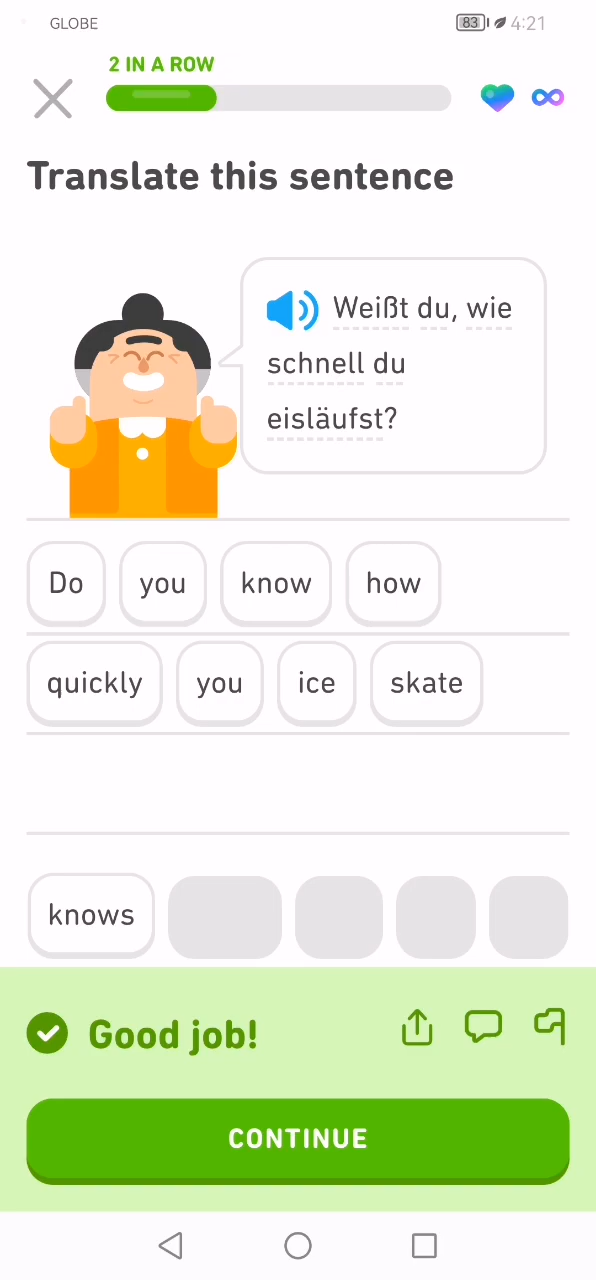 GLOBE 83 4:21
2 IN A ROW
Translate this sentence
Weißt du, wie
schnell du
eisläufst?
Do you know how
quickly you ice skate
knows
Good job!
CONTINUE